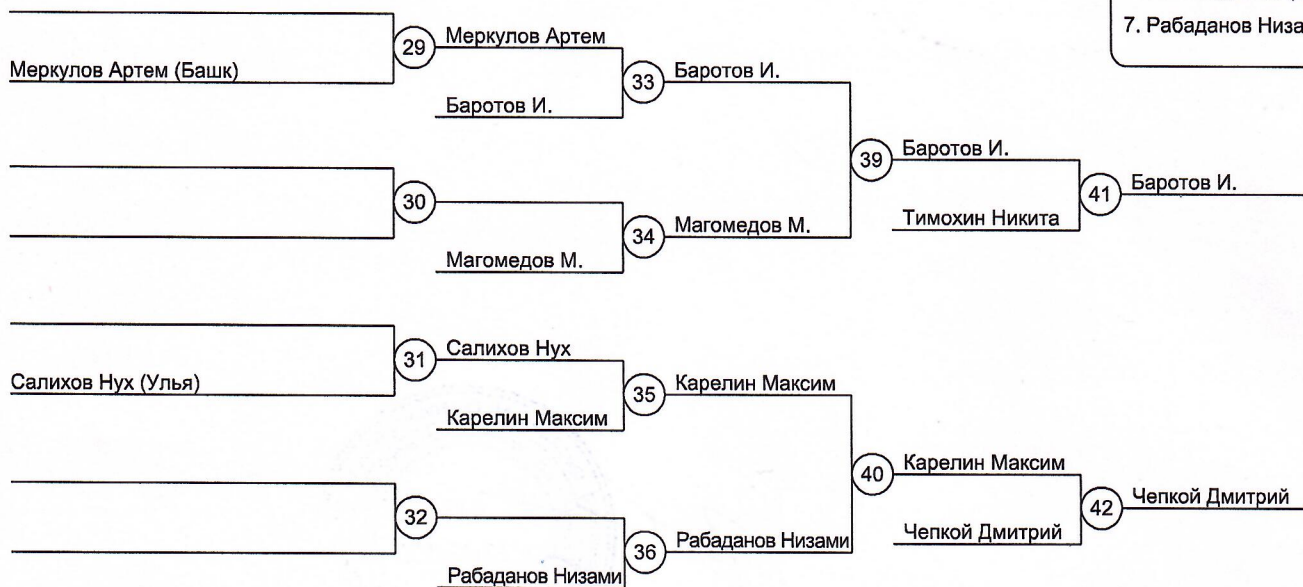 7. Рабаданов Низа
29 Меркулов Артем
Меркулов Артем (Башк)
33 Баротов И.
Баротов И.
39 Баротов И.
30
41 Баротов И.
Тимохин Никита
34 Магомедов М.
Магомедов М.
31 Салихов Нух
Салихов Нух (Улья)
35 Карелин Максим
Карелин Максим
40 Карелин Максим
32
42 Чепкой Дмитрий
Чепкой Дмитрий
36 Рабаданов Низами
Рабаданов Низами